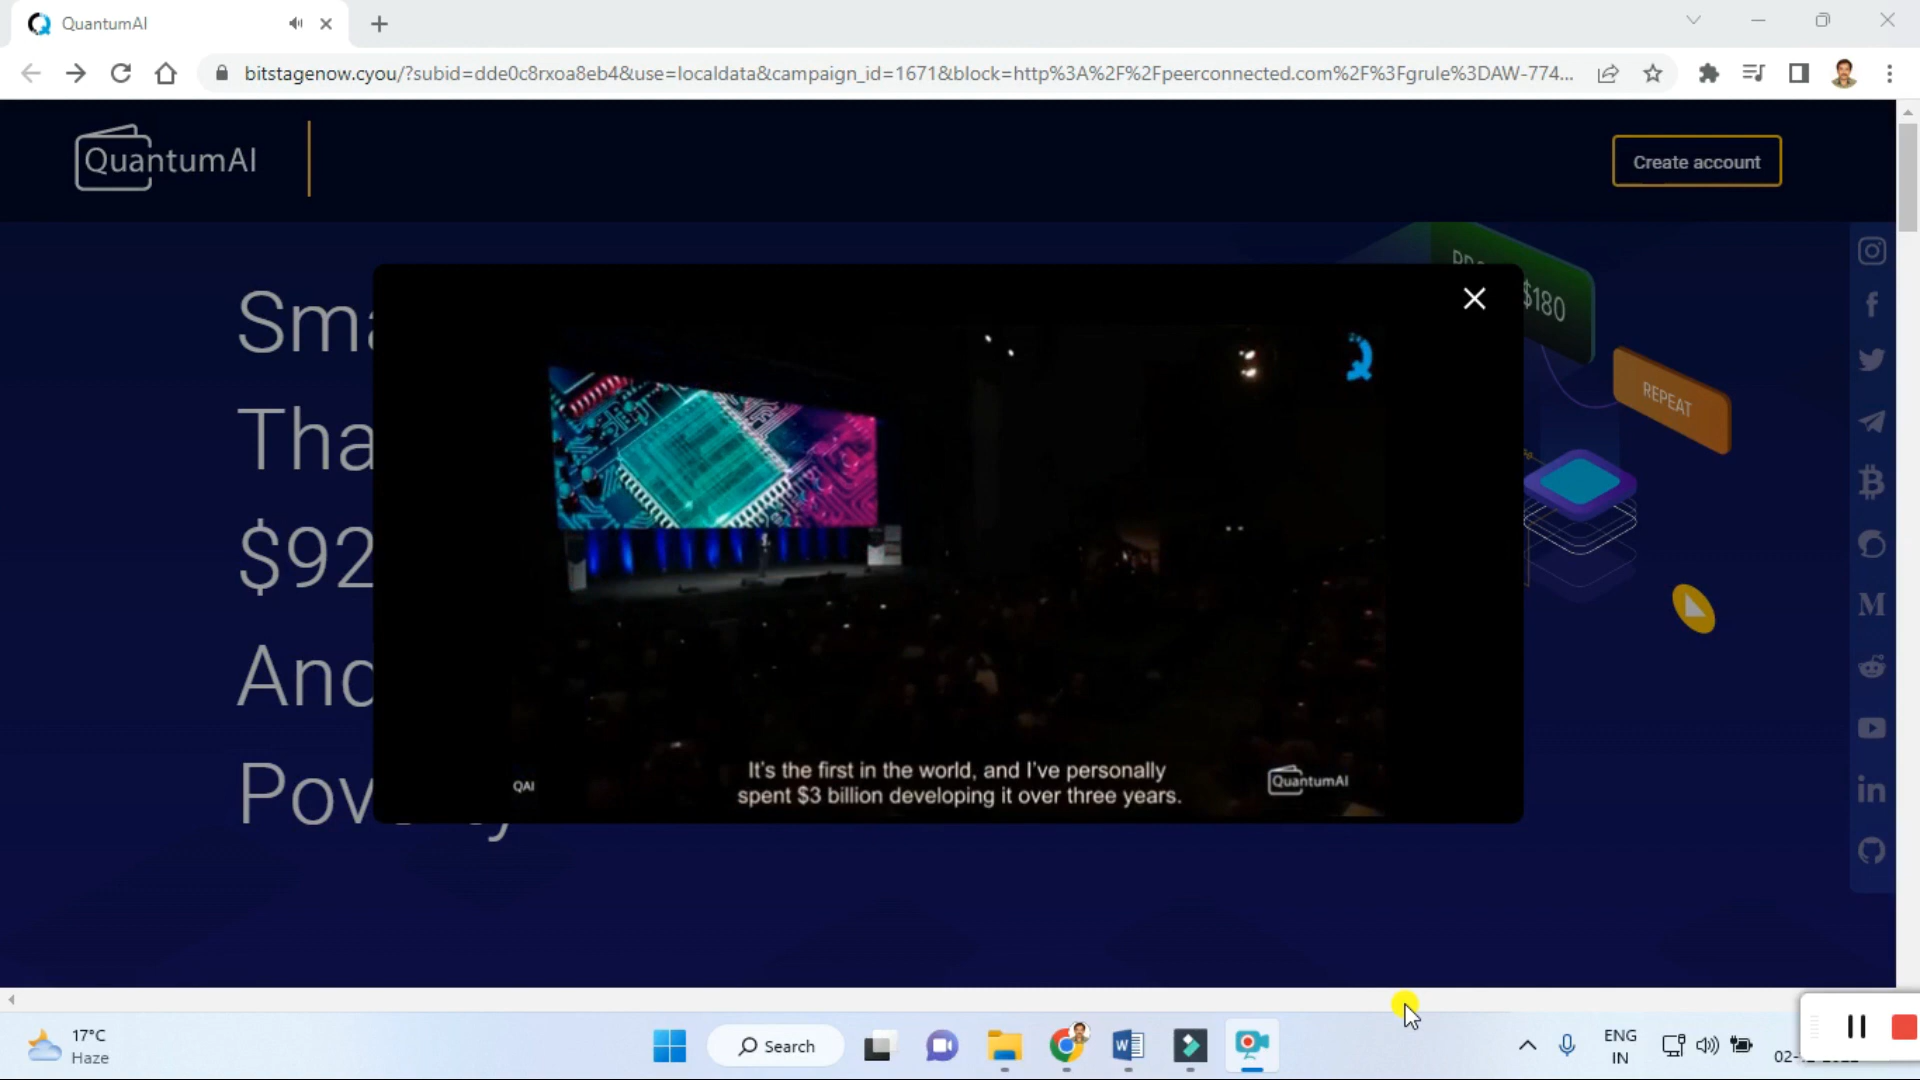 QuantumAI
bitstagenow.cyou/?subid=dde0c8rxoa8eb4&use=localdata&campaign_id=1671&block=http%3A%2F%2Fpeerconnected.com%2F%3Fgrule%3DAW-774...
QuantumAI
Create account
$180
REPEAT
Sma
Tha
$92
And
Pov
It's the first in the world, and I've personally
spent $3 billion developing it over three years.
QAI
QuantumAI
17°C
Haze
Search
ENG
IN